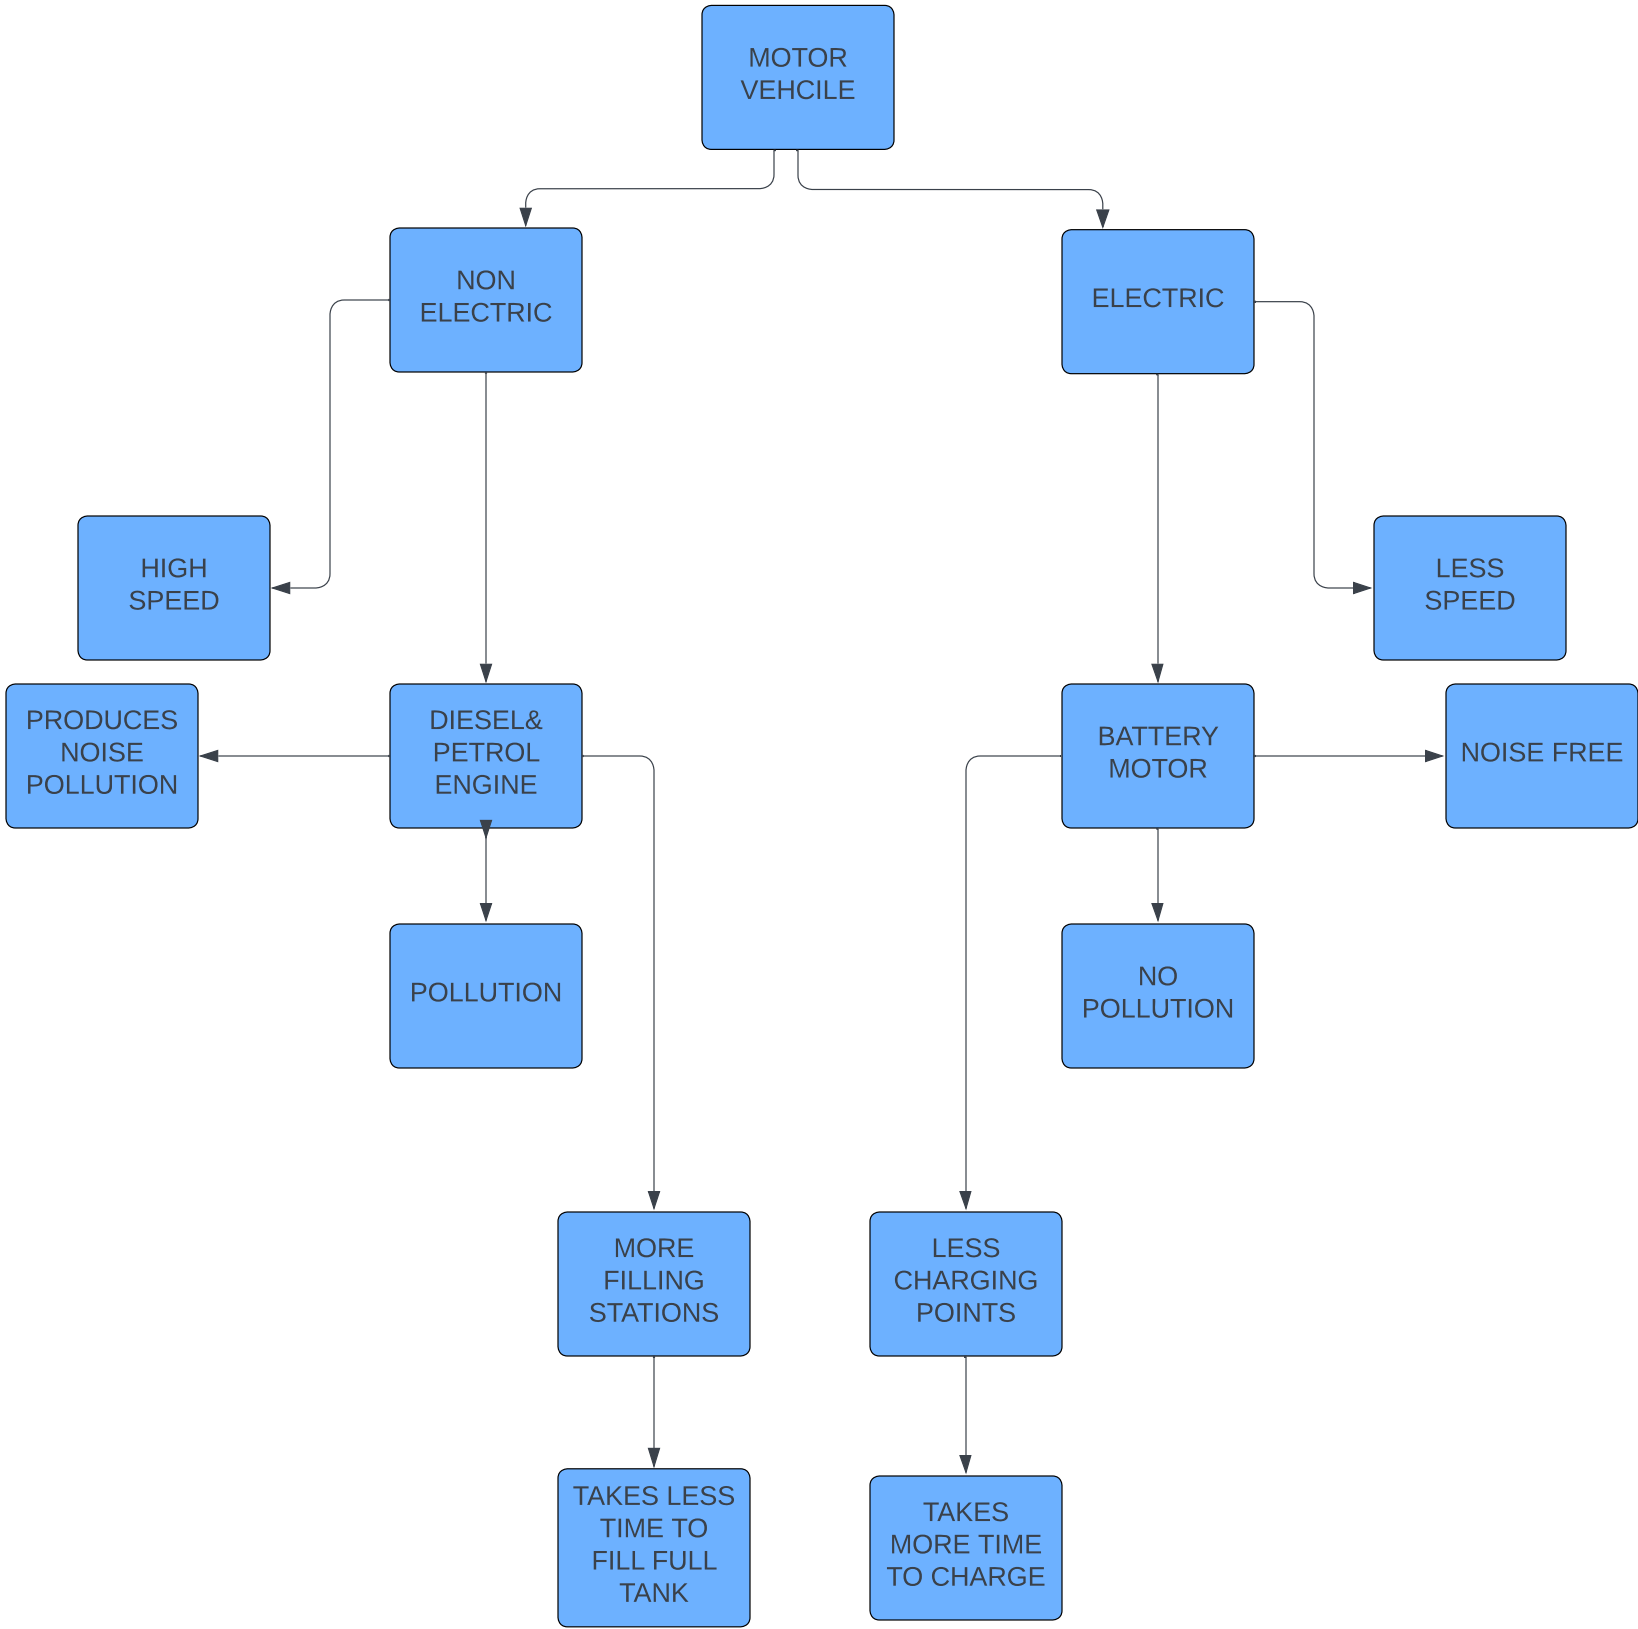 MOTOR
VEHCILE
NON
ELECTRIC
ELECTRIC
HIGH
SPEED
LESS
SPEED
PRODUCES
NOISE
POLLUTION
DIESEL&
PETROL
ENGINE
BATTERY
MOTOR
NOISE FREE
POLLUTION
NO
POLLUTION
MORE
FILLING
STATIONS
LESS
CHARGING
POINTS
TAKES LESS
TIME TO
FILL FULL
TANK
TAKES
MORE TIME
TO CHARGE